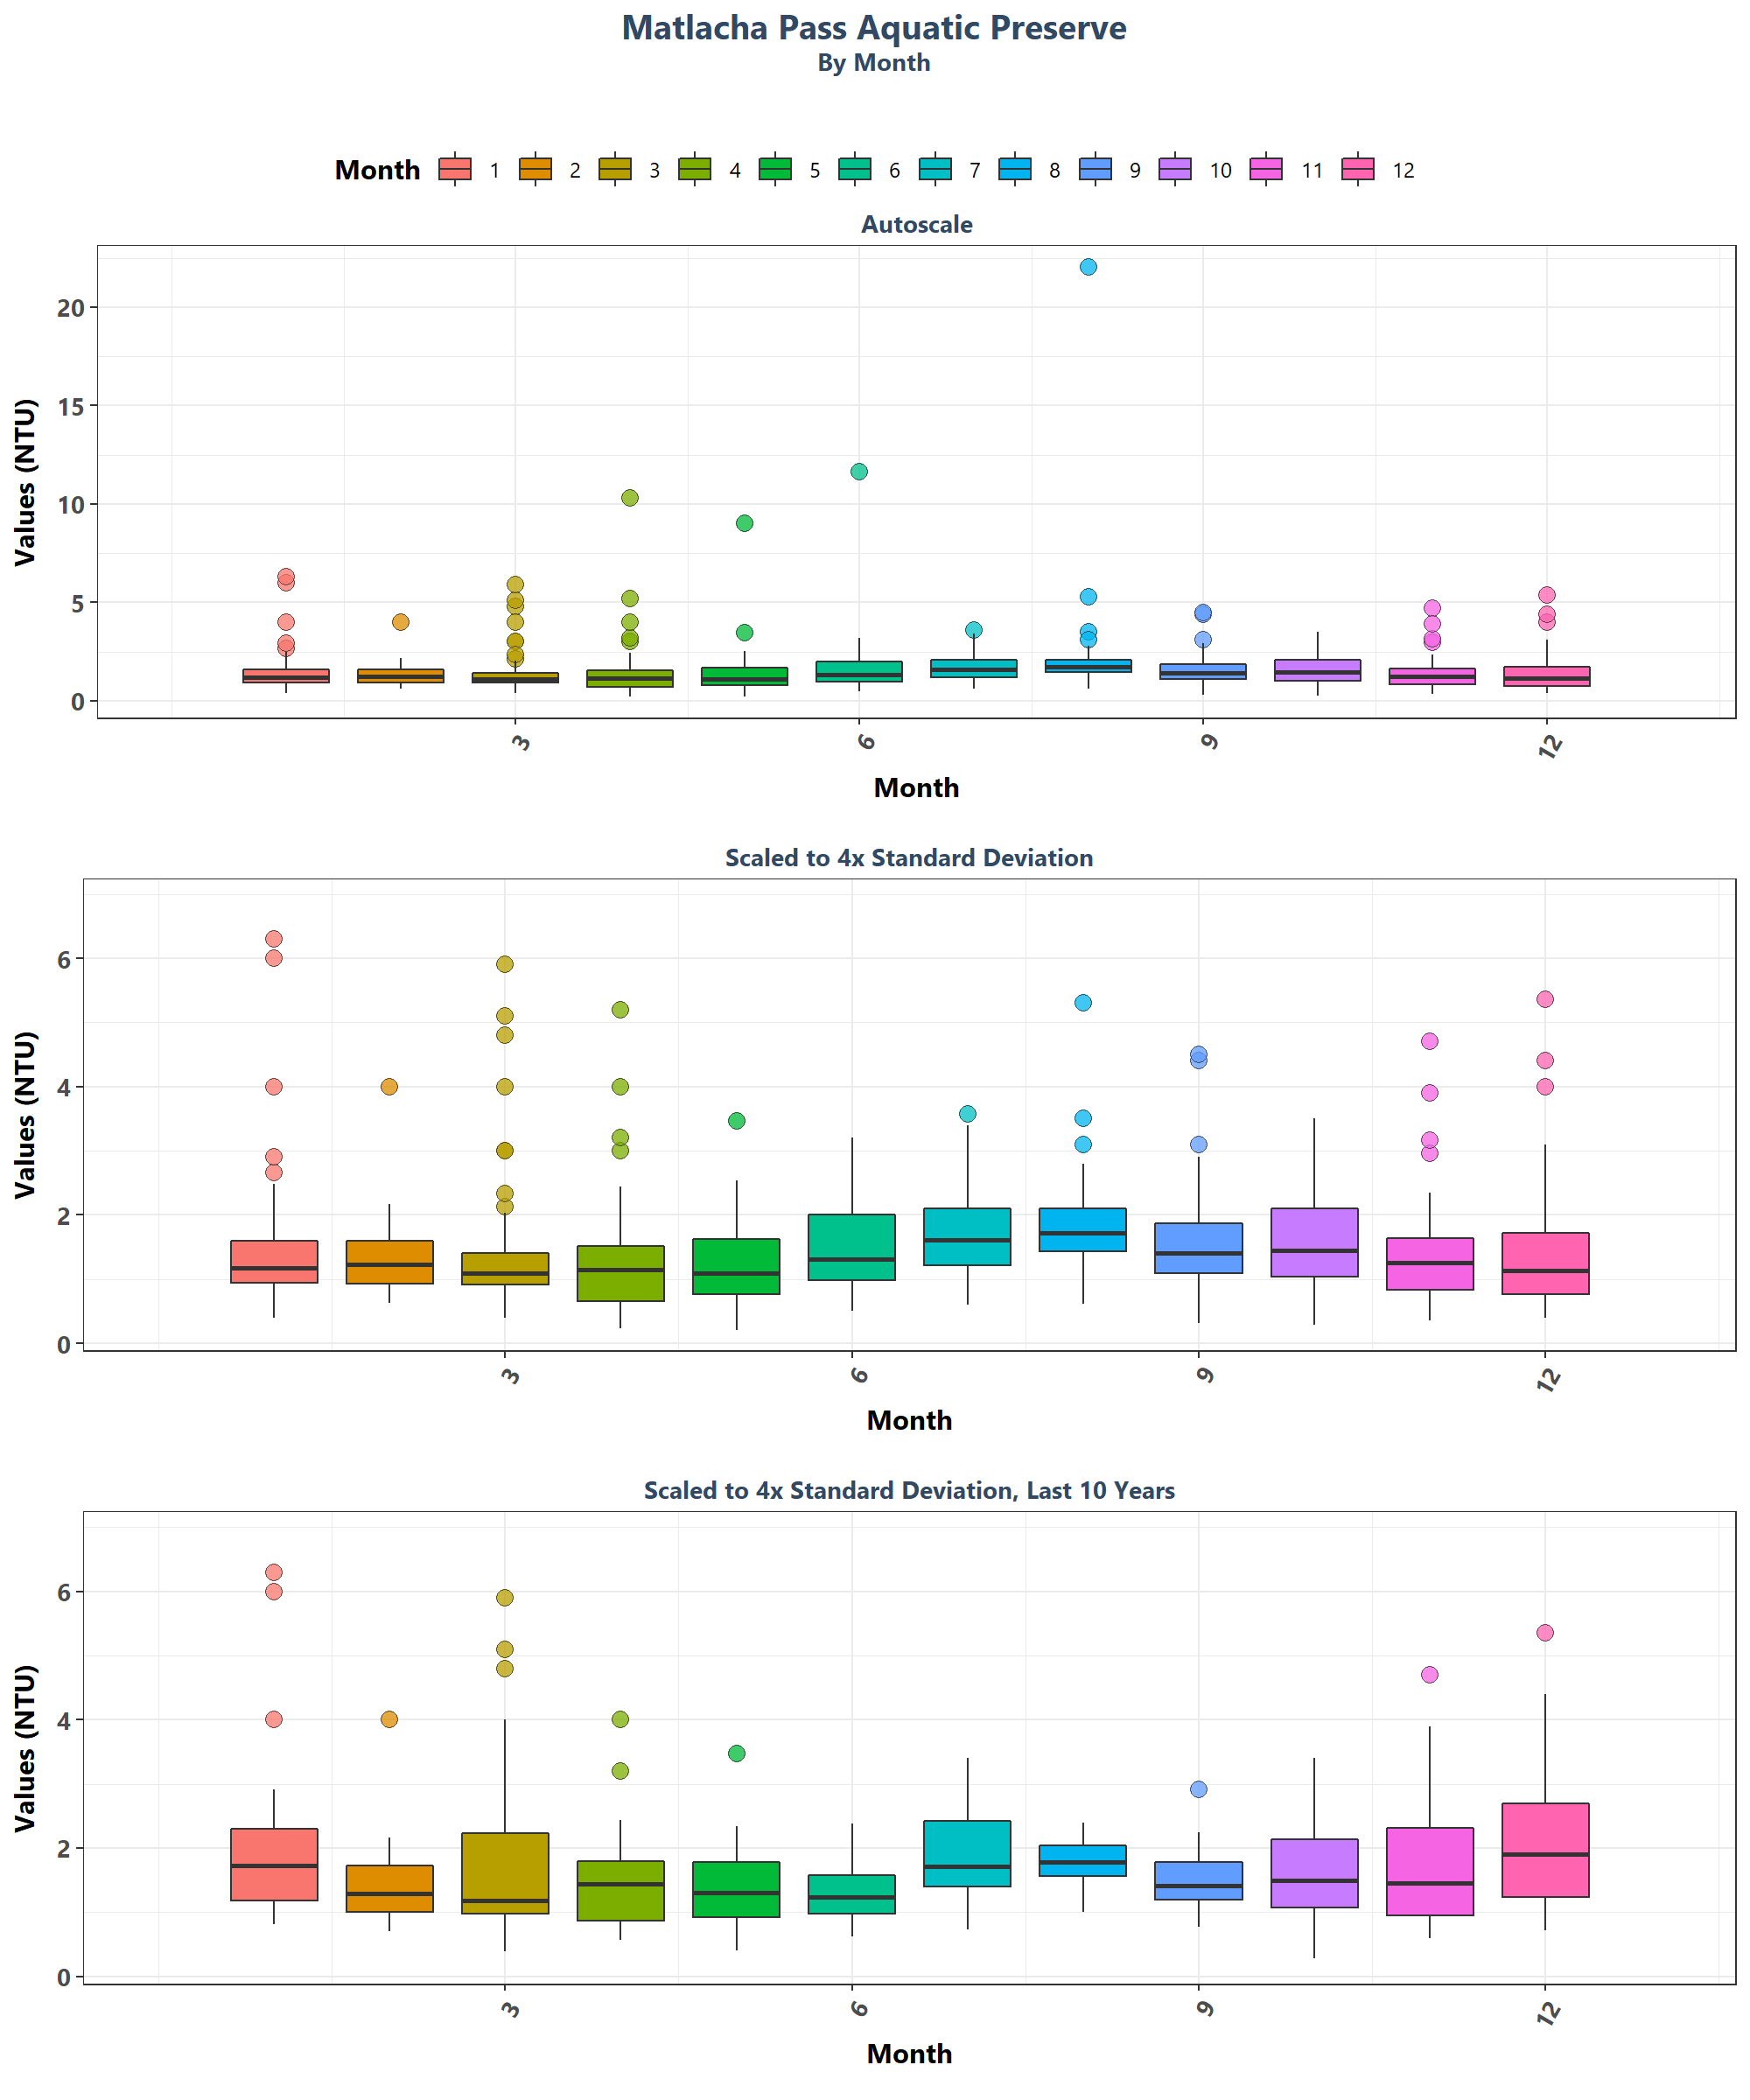 Matlacha Pass Aquatic Preserve
By Month
Month 1 2 3 4 5 6 7 8 9 10 11 12
Autoscale
Values (NTU)
20
15
10
5
0
3 6 9 12
Month
Scaled to 4x Standard Deviation
Values (NTU)
6
4
2
0
3 6 9 12
Month
Scaled to 4x Standard Deviation, Last 10 Years
Values (NTU)
6
4
2
0
3 6 9 12
Month